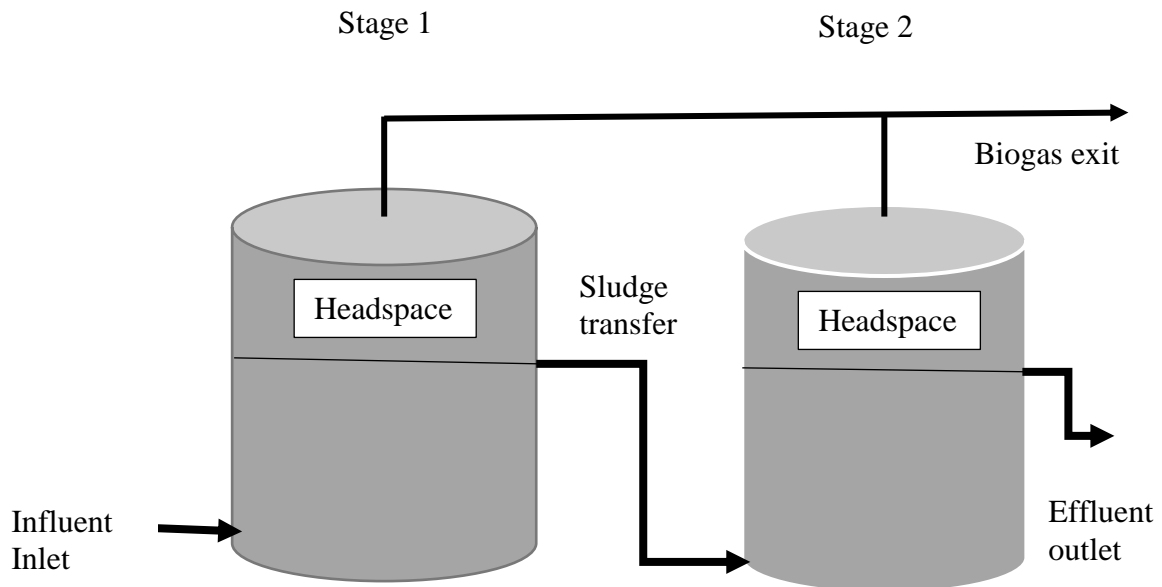 Stage 1
Stage 2
Biogas exit
Headspace
Sludge
transfer
Headspace
Influent
Inlet
Effluent
outlet